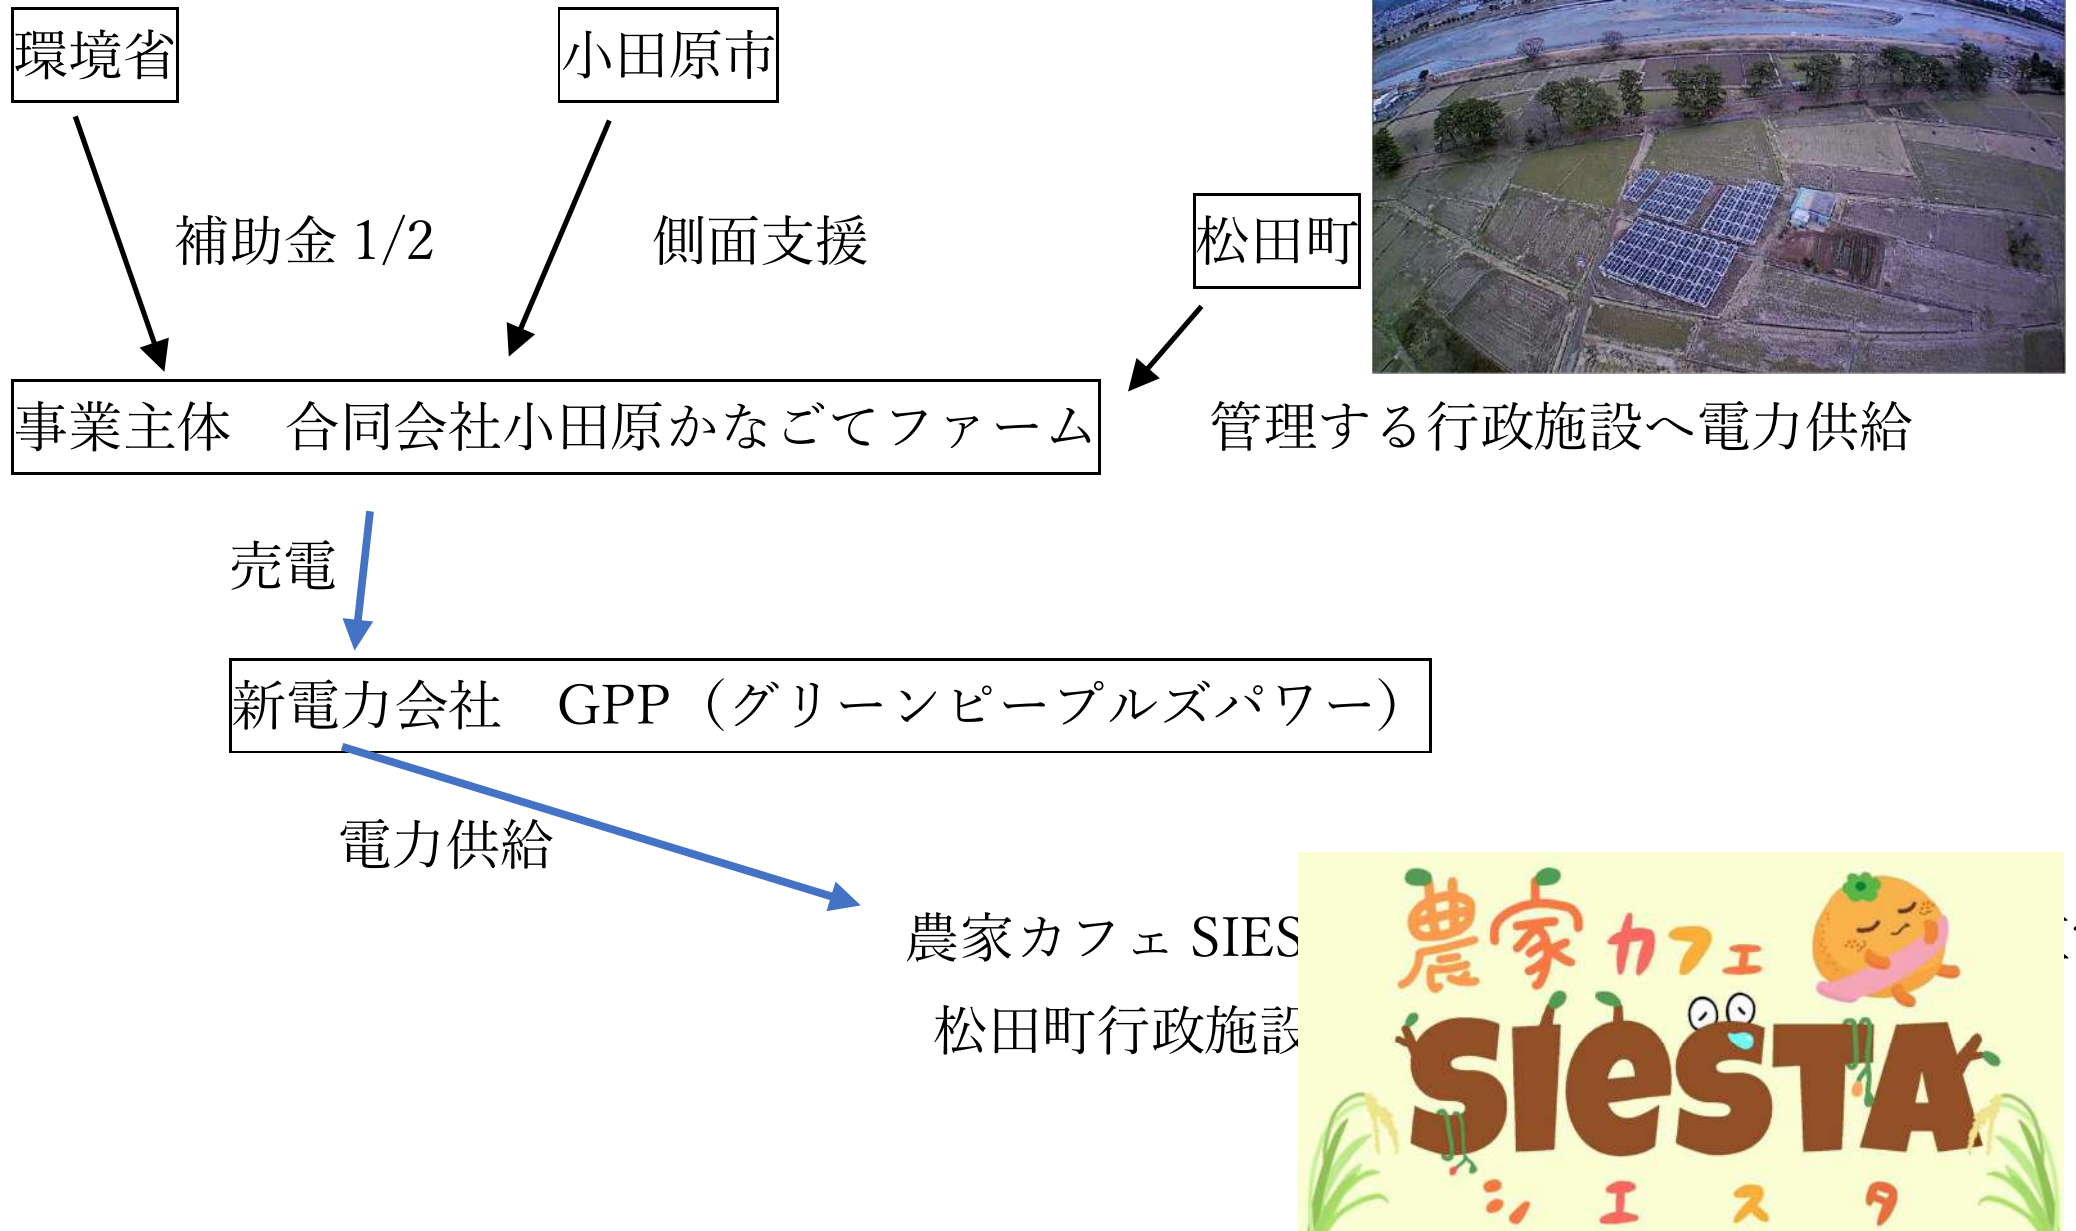 環境省
小田原市
補助金 1/2
側面支援
松田町
事業主体　合同会社小田原かなごてファーム
管理する行政施設へ電力供給
売電
新電力会社　GPP（グリーンピープルズパワー）
電力供給
農家カフェ SIES
松田町行政施設
農家カフェ
SIESTA
シエスタ